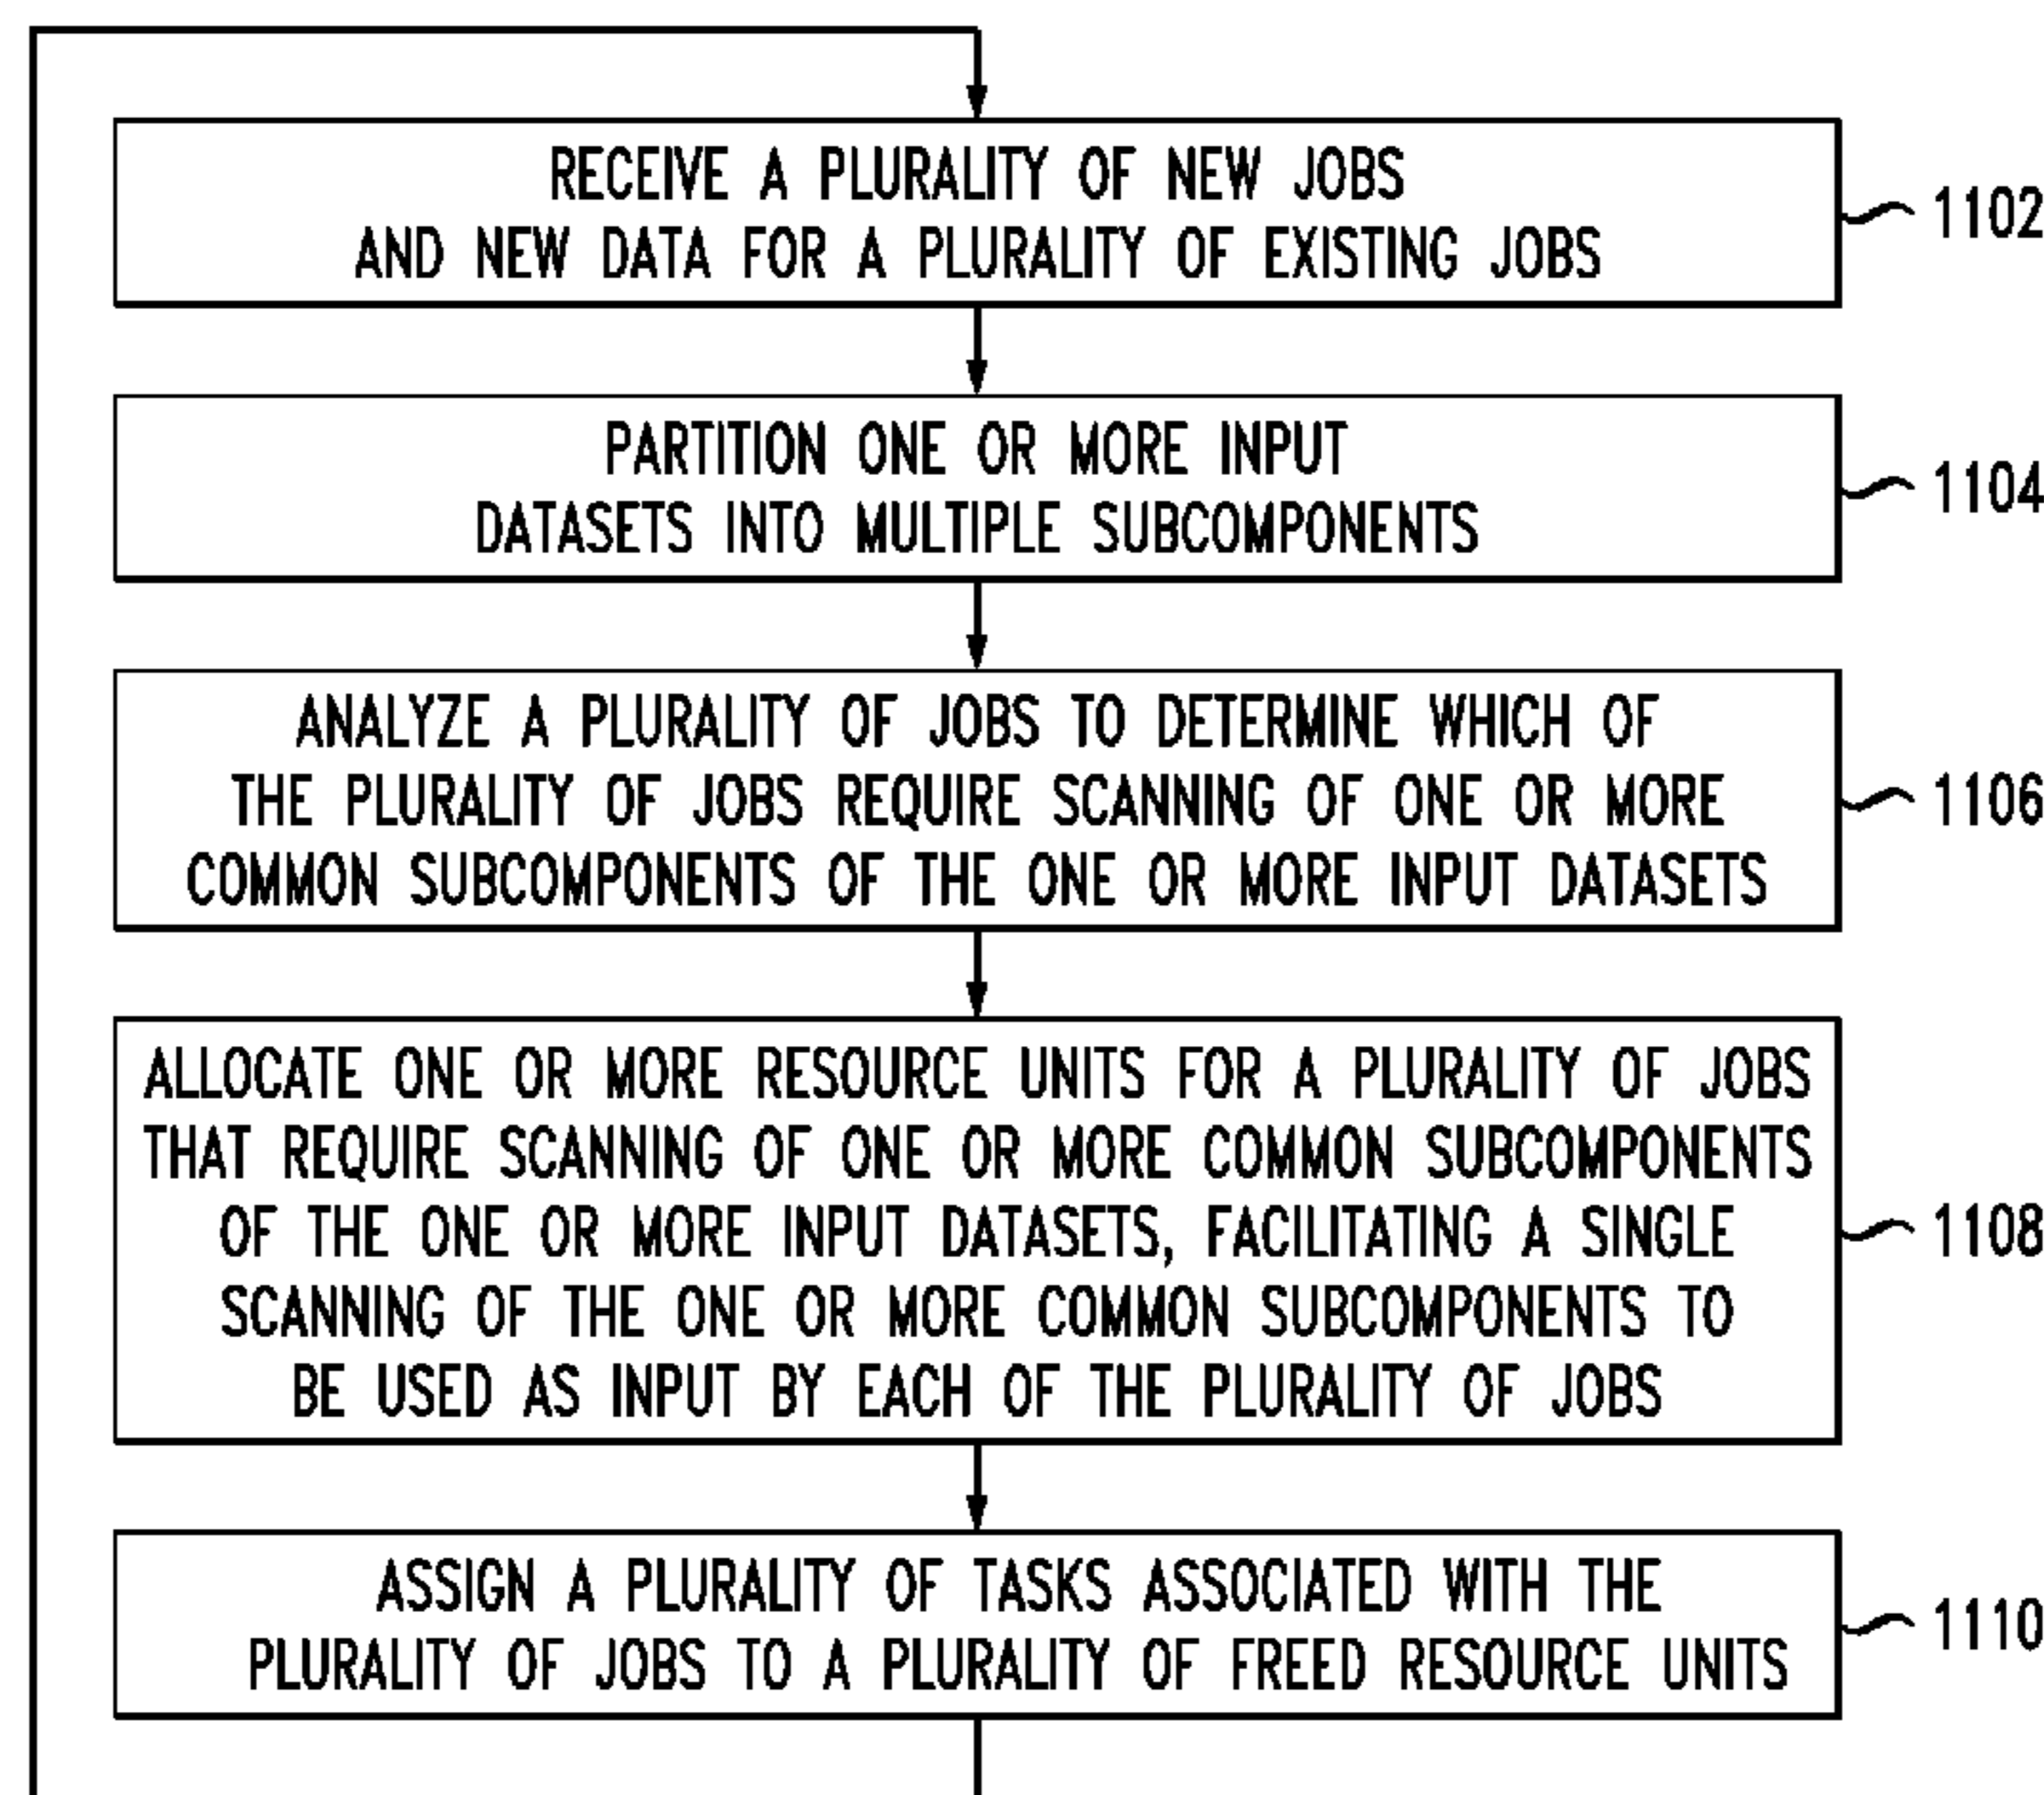 RECEIVE A PLURALITY OF NEW JOBS
AND NEW DATA FOR A PLURALITY OF EXISTING JOBS
1102
PARTITION ONE OR MORE INPUT
DATASETS INTO MULTIPLE SUBCOMPONENTS
1104
ANALYZE A PLURALITY OF JOBS TO DETERMINE WHICH OF
THE PLURALITY OF JOBS REQUIRE SCANNING OF ONE OR MORE
COMMON SUBCOMPONENTS OF THE ONE OR MORE INPUT DATASETS
1106
ALLOCATE ONE OR MORE RESOURCE UNITS FOR A PLURALITY OF JOBS
THAT REQUIRE SCANNING OF ONE OR MORE COMMON SUBCOMPONENTS
OF THE ONE OR MORE INPUT DATASETS, FACILITATING A SINGLE
SCANNING OF THE ONE OR MORE COMMON SUBCOMPONENTS TO
BE USED AS INPUT BY EACH OF THE PLURALITY OF JOBS
1108
ASSIGN A PLURALITY OF TASKS ASSOCIATED WITH THE
PLURALITY OF JOBS TO A PLURALITY OF FREED RESOURCE UNITS
1110